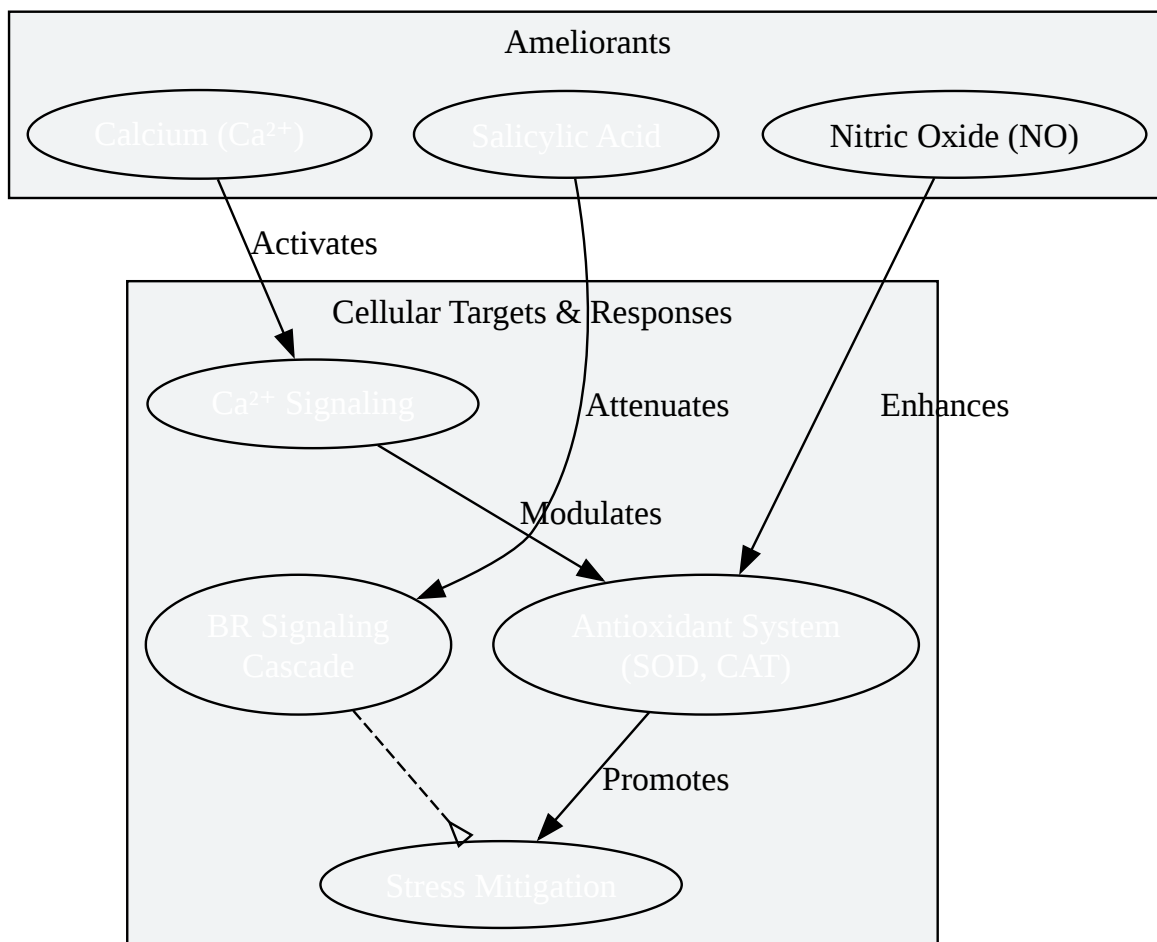 Ameliorants
Calcium (Ca²⁺)
Salicylic Acid
Nitric Oxide (NO)
Activates
Cellular Targets & Responses
Ca²⁺ Signaling
Attenuates
Enhances
Modulates
BR Signaling
Cascade
Antioxidant System
(SOD, CAT)
Promotes
Stress Mitigation